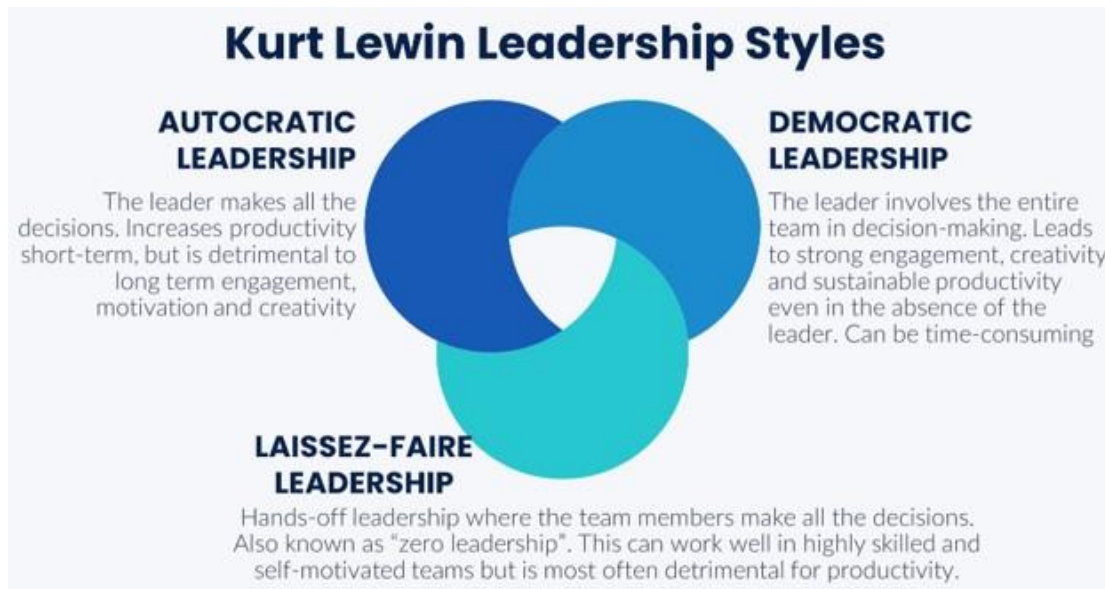 Kurt Lewin Leadership Styles
AUTOCRATIC
LEADERSHIP
The leader makes all the
decisions. Increases productivity
short-term, but is detrimental to
long term engagement,
motivation and creativity
DEMOCRATIC
LEADERSHIP
The leader involves the entire
team in decision-making. Leads
to strong engagement, creativity
and sustainable productivity
even in the absence of the
leader. Can be time-consuming
LAISSEZ-FAIRE
LEADERSHIP
Hands-off leadership where the team members make all the decisions.
Also known as “zero leadership”. This can work well in highly skilled and
self-motivated teams but is most often detrimental for productivity.